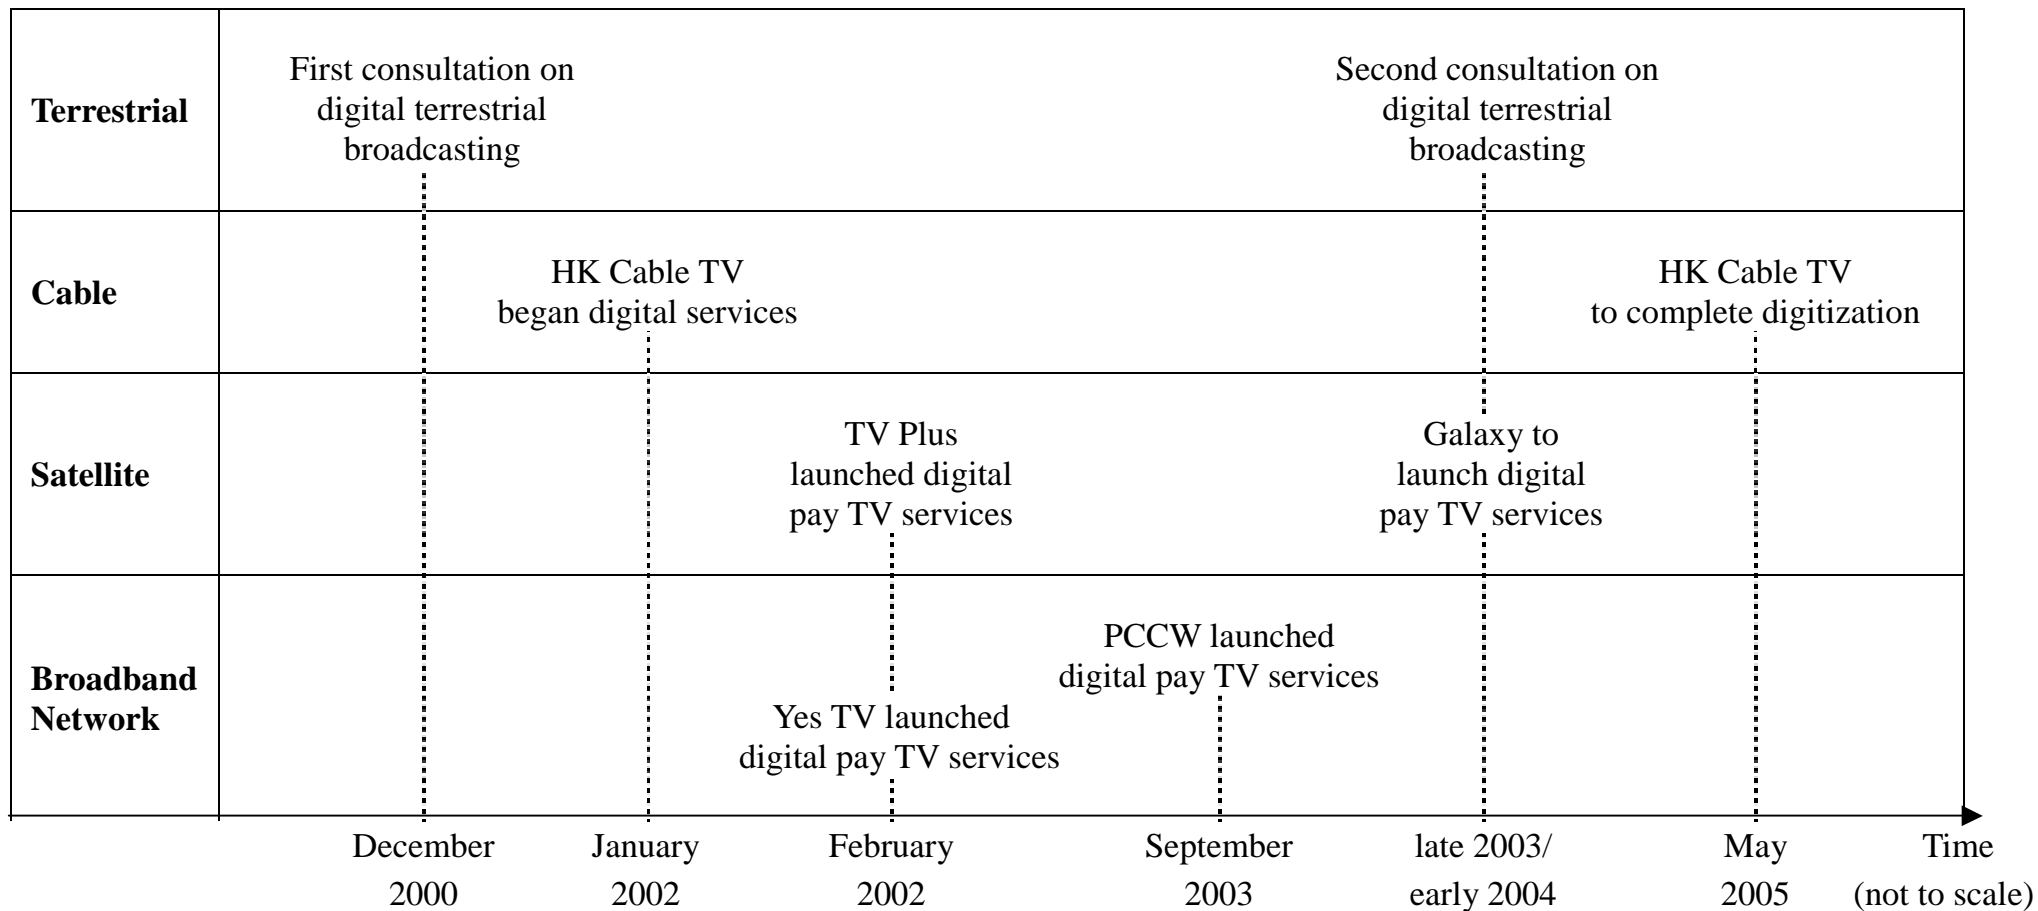 Terrestrial
First consultation on
digital terrestrial
broadcasting
Second consultation on
digital terrestrial
broadcasting
Cable
HK Cable TV
began digital services
HK Cable TV
to complete digitization
Satellite
TV Plus
launched digital
pay TV services
Galaxy to
launch digital
pay TV services
Broadband
Network
Yes TV launched
digital pay TV services
PCCW launched
digital pay TV services
December
2000
January
2002
February
2002
September
2003
late 2003/
early 2004
May
2005
Time
(not to scale)